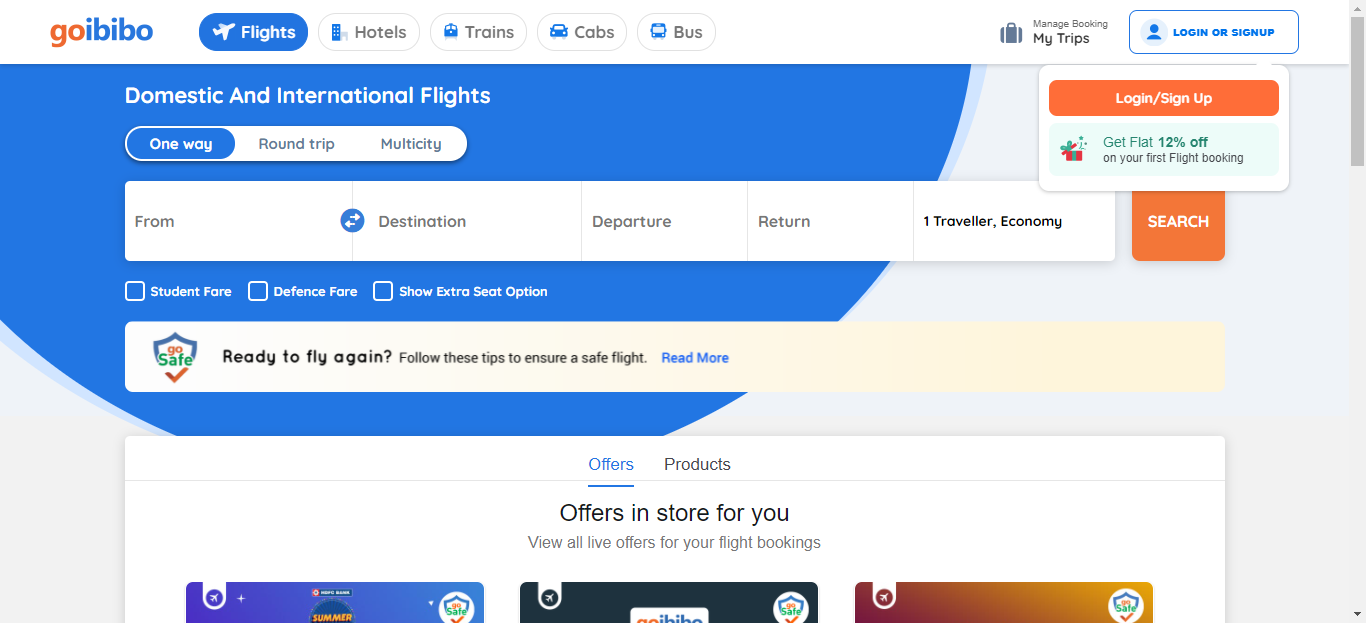 goibibo
Flights
Hotels
Trains
Cabs
Bus
Manage Booking
My Trips
LOGIN OR SIGNUP
Login/Sign Up
Get Flat 12% off
on your first Flight booking
Domestic And International Flights
One way
Round trip
Multicity
From
Destination
Departure
Return
1 Traveller, Economy
SEARCH
Student Fare
Defence Fare
Show Extra Seat Option
go
Safe
Ready to fly again? Follow these tips to ensure a safe flight. Read More
Offers
Products
Offers in store for you
View all live offers for your flight bookings
HDFC BANK
SUMMER
go
Safe
goibibo
go
Safe
go
Safe